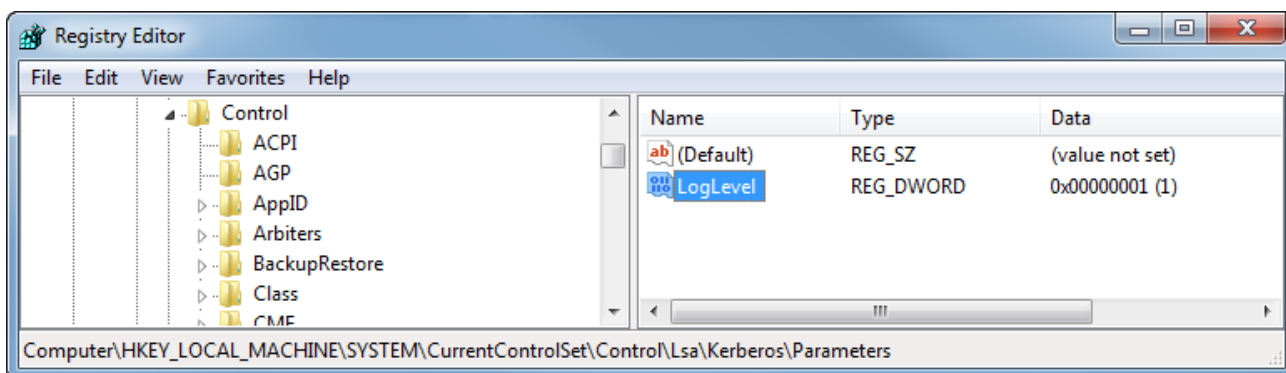 Registry Editor
File Edit View Favorites Help
Control
ACPI
AGP
AppID
Arbiters
BackupRestore
Class
CMF
Name Type Data
(Default) REG_SZ (value not set)
LogLevel REG_DWORD 0x00000001 (1)
Computer\HKEY_LOCAL_MACHINE\SYSTEM\CurrentControlSet\Control\Lsa\Kerberos\Parameters